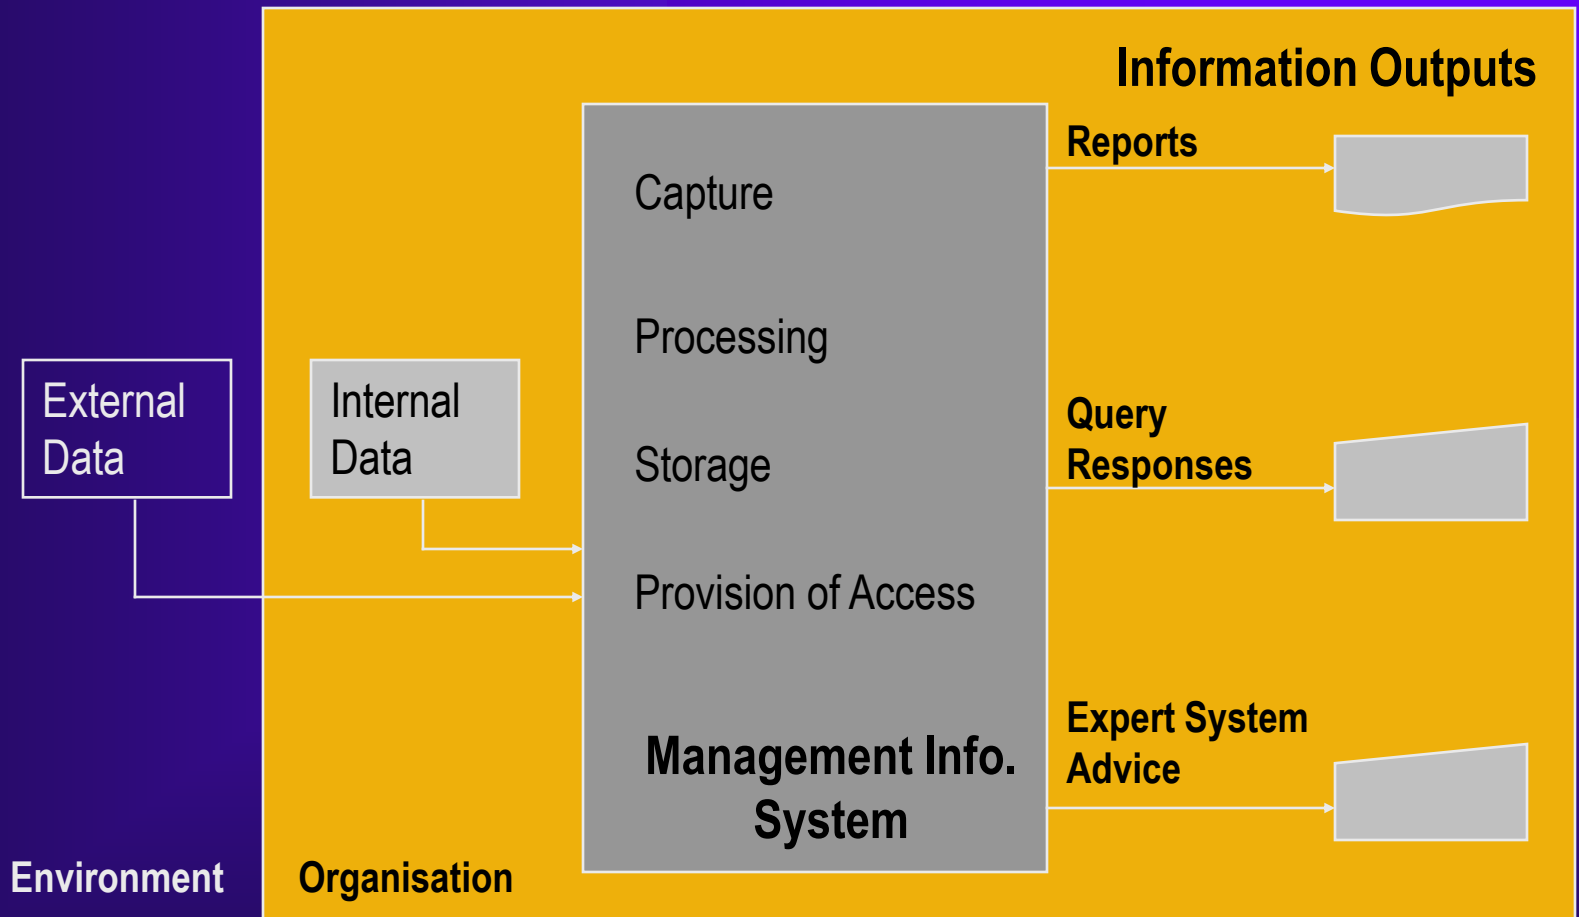 Information Outputs
Reports
Capture
Processing
External
Data
Internal
Data
Query
Responses
Storage
Provision of Access
Expert System
Advice
Management Info.
System
Environment
Organisation